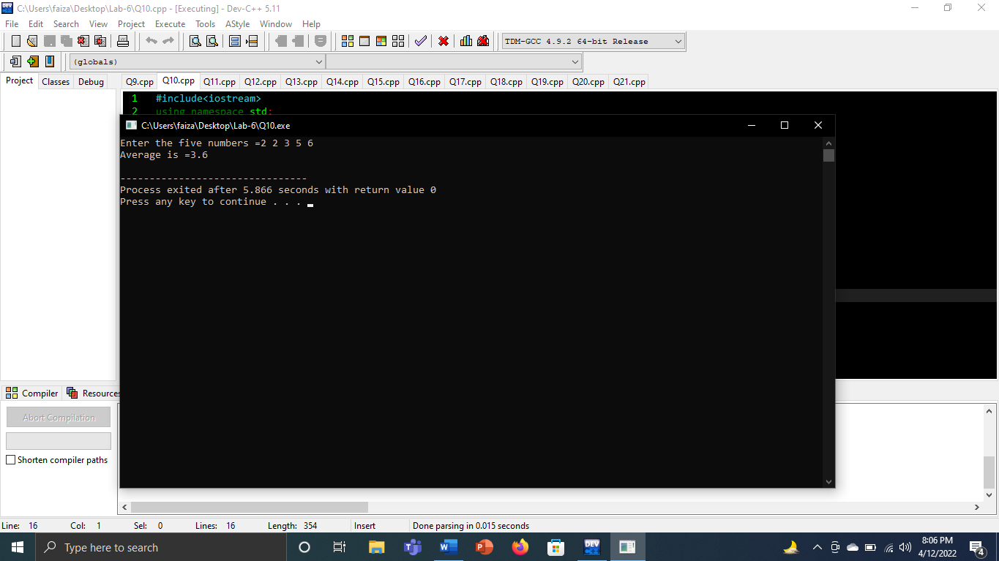 C:\Users\faiza\Desktop\Lab-6\Q10.cpp - [Executing] - Dev-C++ 5.11
File Edit Search View Project Execute Tools AStyle Window Help
TDM-GCC 4.9.2 64-bit Release
(globals)
Project Classes Debug Q9.cpp Q10.cpp Q11.cpp Q12.cpp Q13.cpp Q14.cpp Q15.cpp Q16.cpp Q17.cpp Q18.cpp Q19.cpp Q20.cpp Q21.cpp
1 #include<iostream>
2 using namespace std;
C:\Users\faiza\Desktop\Lab-6\Q10.exe
Enter the five numbers =2 2 3 5 6
Average is =3.6
--------------------------------
Process exited after 5.866 seconds with return value 0
Press any key to continue . . .
Compiler Resources
Abort Compilation
Shorten compiler paths
Line: 16 Col: 1 Sel: 0 Lines: 16 Length: 354 Insert Done parsing in 0.015 seconds
Type here to search
8:06 PM
4/12/2022
4